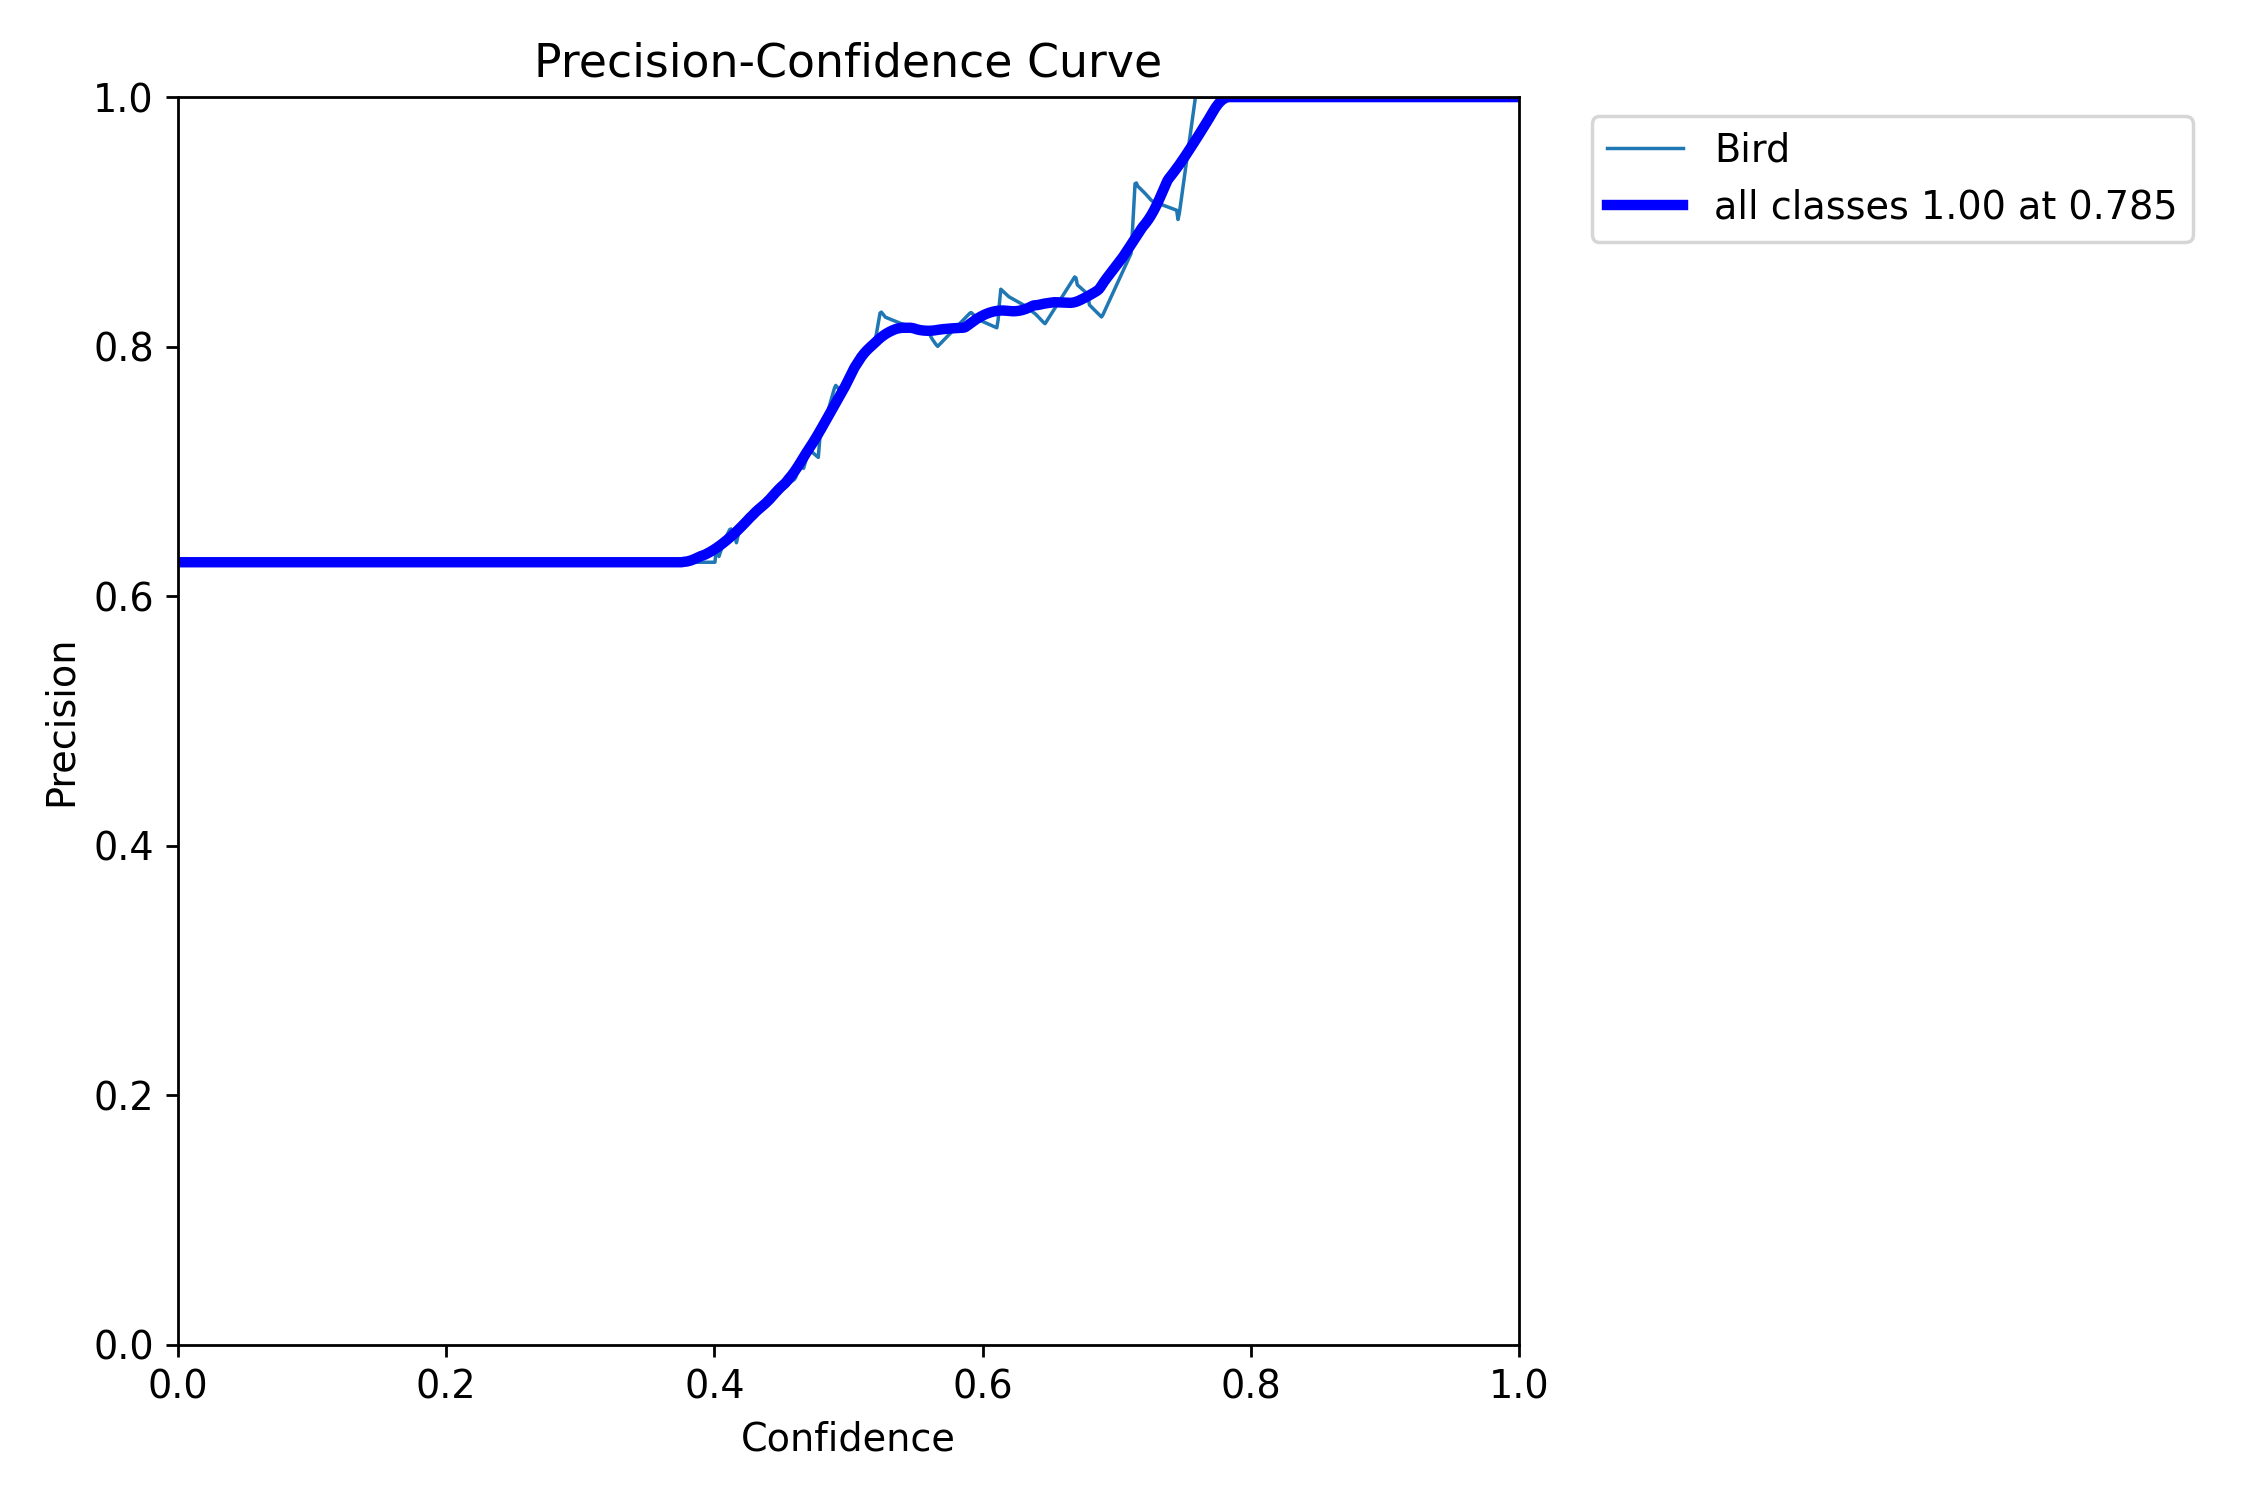 Precision-Confidence Curve
1.0
0.8
0.6
0.4
0.2
0.0
Precision
0.0 0.2 0.4 0.6 0.8 1.0
Confidence
Bird
all classes 1.00 at 0.785